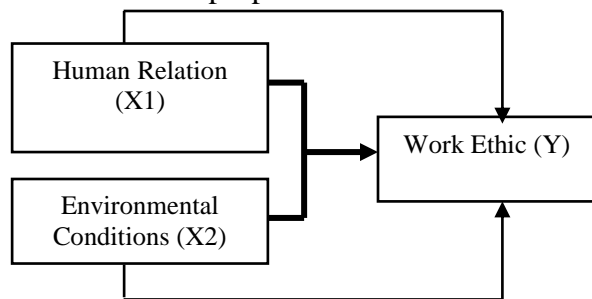 Human Relation
(X1)
Work Ethic (Y)
Environmental
Conditions (X2)